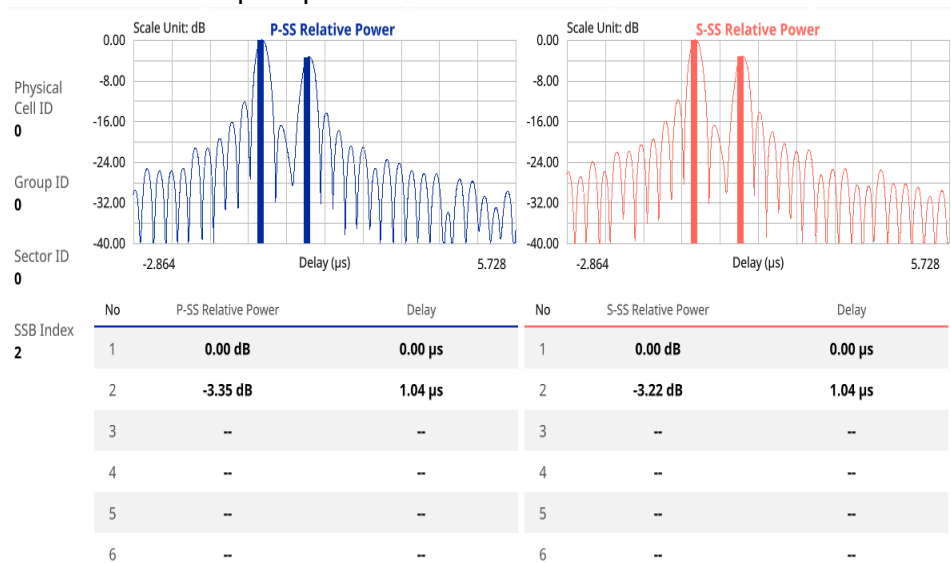 Scale Unit: dB P-SS Relative Power
0.00
-8.00
-16.00
-24.00
-32.00
-40.00
-2.864 Delay (µs) 5.728
Scale Unit: dB S-SS Relative Power
0.00
-8.00
-16.00
-24.00
-32.00
-40.00
-2.864 Delay (µs) 5.728
Physical
Cell ID
0
Group ID
0
Sector ID
0
SSB Index
2
No P-SS Relative Power Delay
1 0.00 dB 0.00 µs
2 -3.35 dB 1.04 µs
3 -- --
4 -- --
5 -- --
6 -- --
No S-SS Relative Power Delay
1 0.00 dB 0.00 µs
2 -3.22 dB 1.04 µs
3 -- --
4 -- --
5 -- --
6 -- --